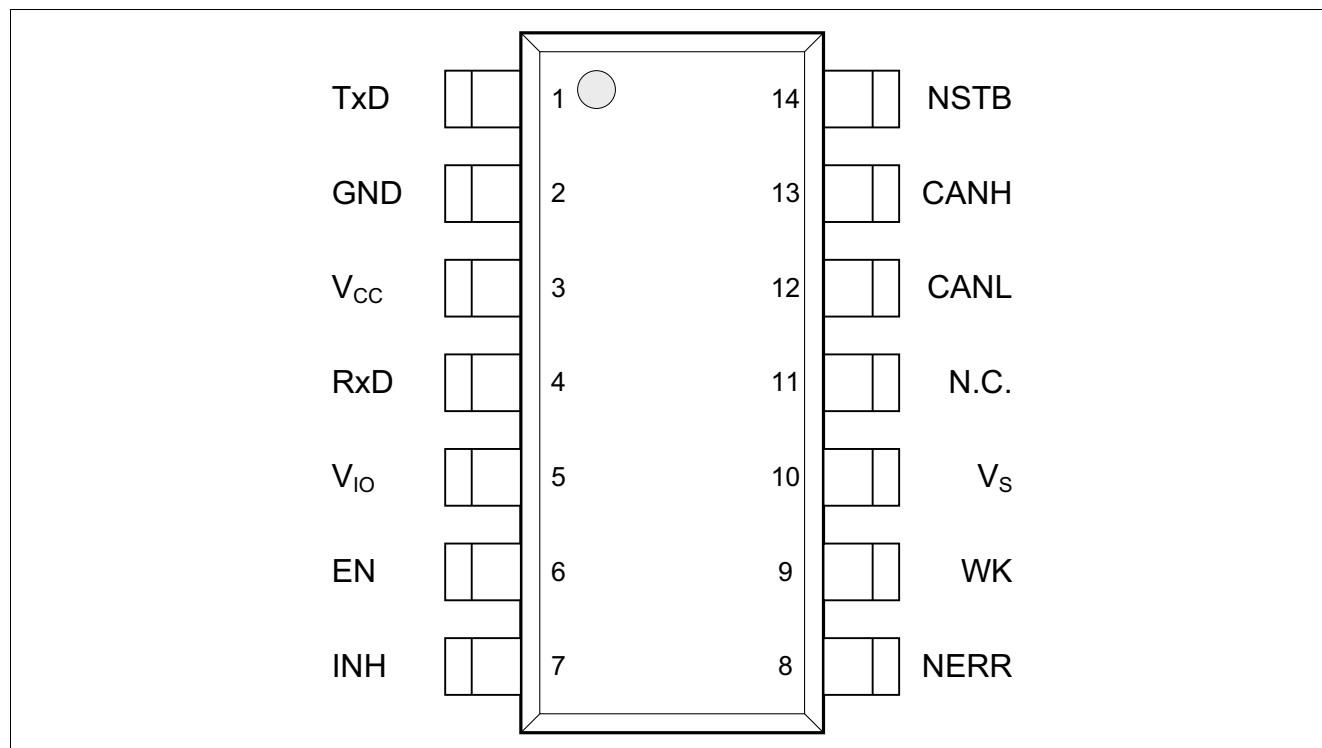 TxD 1 14 NSTB
GND 2 13 CANH
VCC 3 12 CANL
RxD 4 11 N.C.
VIO 5 10 VS
EN 6 9 WK
INH 7 8 NERR